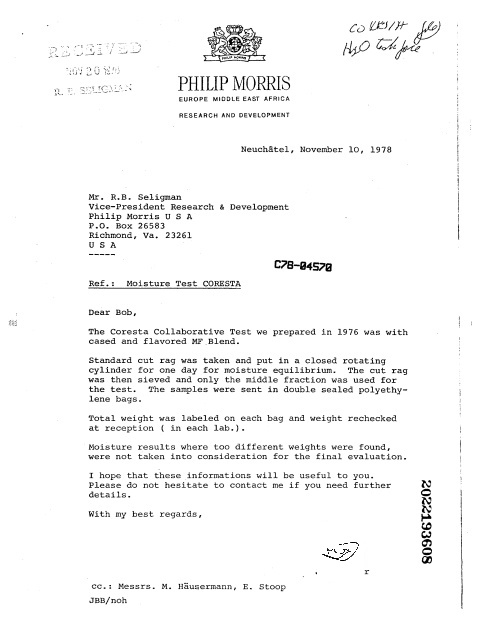 CORESTA file
H2O test file
RECEIVED
NOV 20 1978
R. B. SELIGMAN
PHILIP MORRIS
PHILIP MORRIS
EUROPE MIDDLE EAST AFRICA
RESEARCH AND DEVELOPMENT
Neuchâtel, November 10, 1978
Mr. R.B. Seligman
Vice-President Research & Development
Philip Morris U S A
P.O. Box 26583
Richmond, Va. 23261
U S A
-----
C78-04570
Ref.: Moisture Test CORESTA
Dear Bob,
The Coresta Collaborative Test we prepared in 1976 was with
cased and flavored MF Blend.
Standard cut rag was taken and put in a closed rotating
cylinder for one day for moisture equilibrium. The cut rag
was then sieved and only the middle fraction was used for
the test. The samples were sent in double sealed polyethy-
lene bags.
Total weight was labeled on each bag and weight rechecked
at reception ( in each lab.).
Moisture results where too different weights were found,
were not taken into consideration for the final evaluation.
I hope that these informations will be useful to you.
Please do not hesitate to contact me if you need further
details.
With my best regards,
r
cc.: Messrs. M. Häusermann, E. Stoop
JBB/noh
2022193608